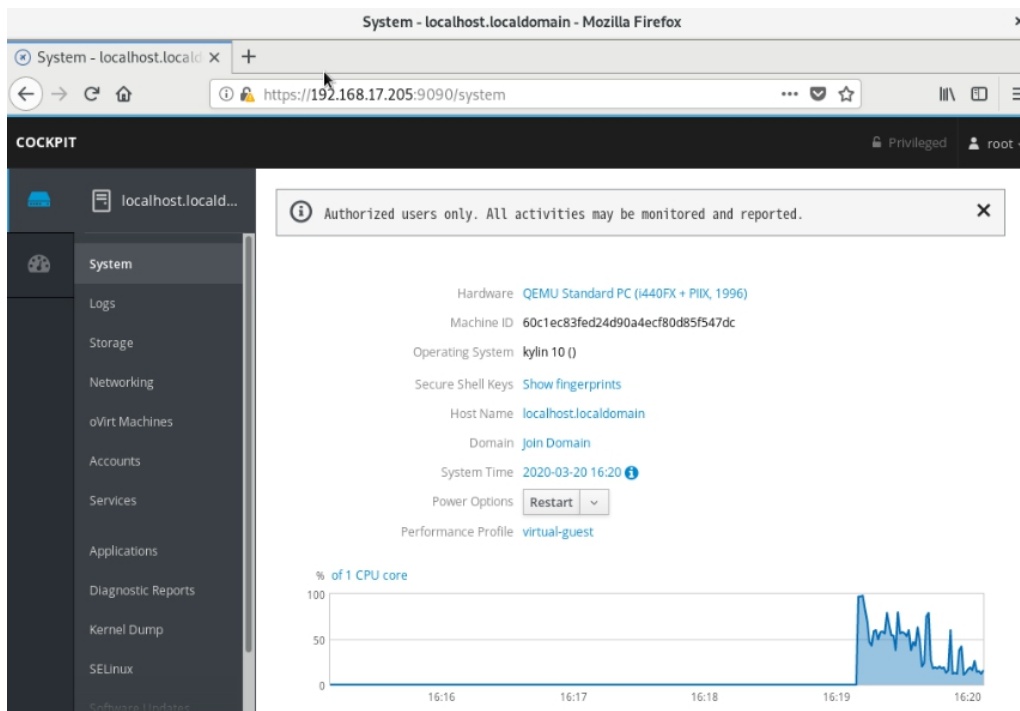 System - localhost.localdomain - Mozilla Firefox
System - localhost.locald
https://192.168.17.205:9090/system
COCKPIT
Privileged
root
localhost.locald...
Authorized users only. All activities may be monitored and reported.
System
Logs
Storage
Networking
oVirt Machines
Accounts
Services
Applications
Diagnostic Reports
Kernel Dump
SELinux
Software Updates
Hardware QEMU Standard PC (i440FX + PIIX, 1996)
Machine ID 60c1ec83fed24d90a4ecf80d85f547dc
Operating System kylin 10 ()
Secure Shell Keys Show fingerprints
Host Name localhost.localdomain
Domain Join Domain
System Time 2020-03-20 16:20
Power Options Restart
Performance Profile virtual-guest
% of 1 CPU core
100
50
0
16:16 16:17 16:18 16:19 16:20